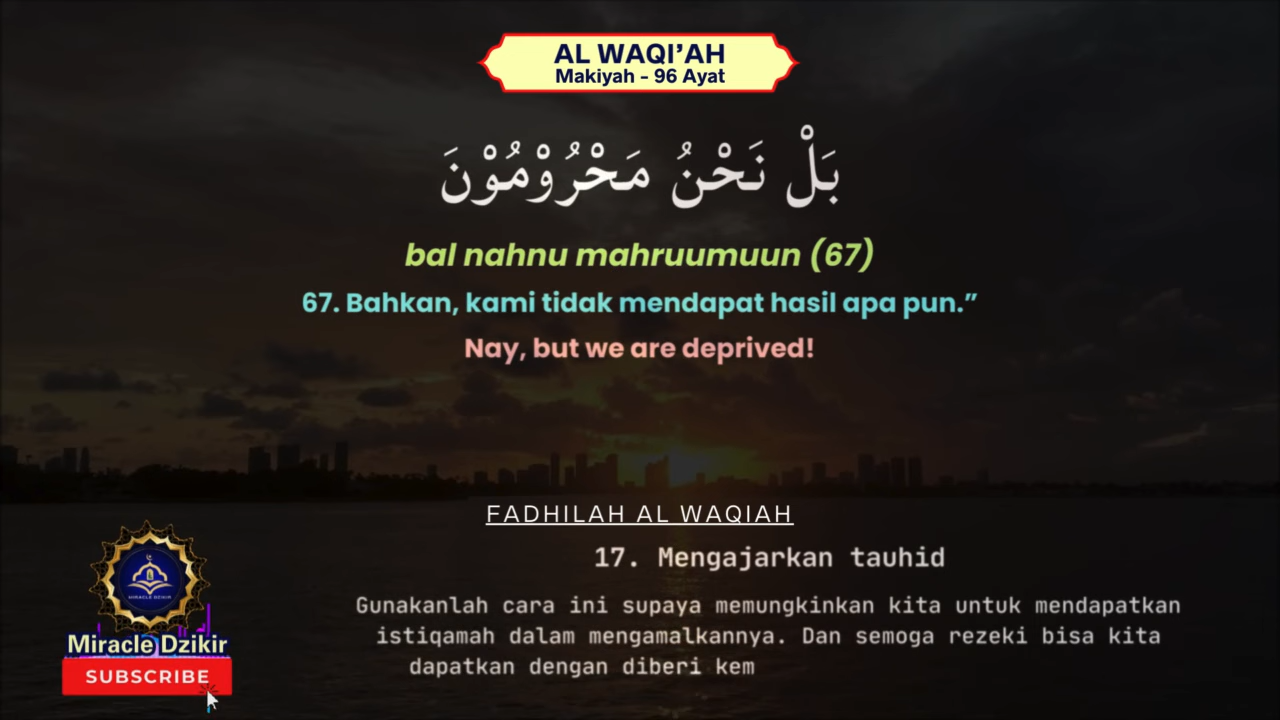 AL WAQI'AH
Makiyah - 96 Ayat
بَلْ نَحْنُ مَحْرُوْمُوْنَ
bal nahnu mahruumuun (67)
67. Bahkan, kami tidak mendapat hasil apa pun.”
Nay, but we are deprived!
FADHILAH AL WAQIAH
17. Mengajarkan tauhid
Gunakanlah cara ini supaya memungkinkan kita untuk mendapatkan
istiqamah dalam mengamalkannya. Dan semoga rezeki bisa kita
dapatkan dengan diberi kem
MIRACLE DZIKIR
Miracle Dzikir
SUBSCRIBE